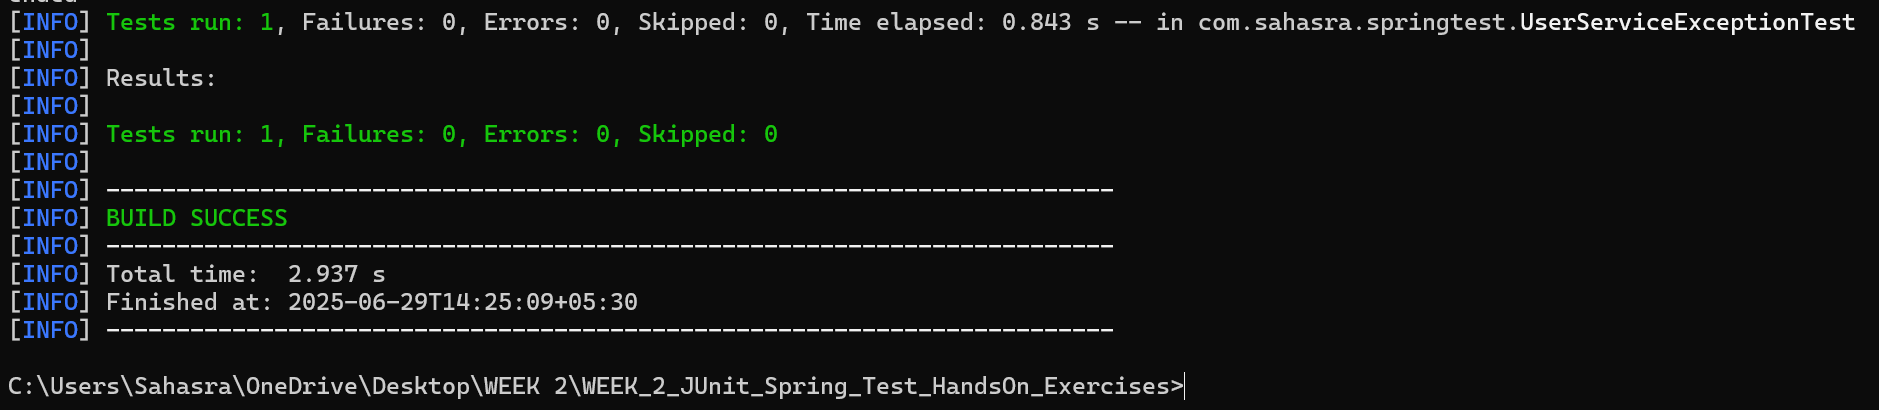 [INFO] Tests run: 1, Failures: 0, Errors: 0, Skipped: 0, Time elapsed: 0.843 s -- in com.sahasra.springtest.UserServiceExceptionTest
[INFO]
[INFO] Results:
[INFO]
[INFO] Tests run: 1, Failures: 0, Errors: 0, Skipped: 0
[INFO]
[INFO] ------------------------------------------------------------------------
[INFO] BUILD SUCCESS
[INFO] ------------------------------------------------------------------------
[INFO] Total time:  2.937 s
[INFO] Finished at: 2025-06-29T14:25:09+05:30
[INFO] ------------------------------------------------------------------------
C:\Users\Sahasra\OneDrive\Desktop\WEEK 2\WEEK_2_JUnit_Spring_Test_HandsOn_Exercises>